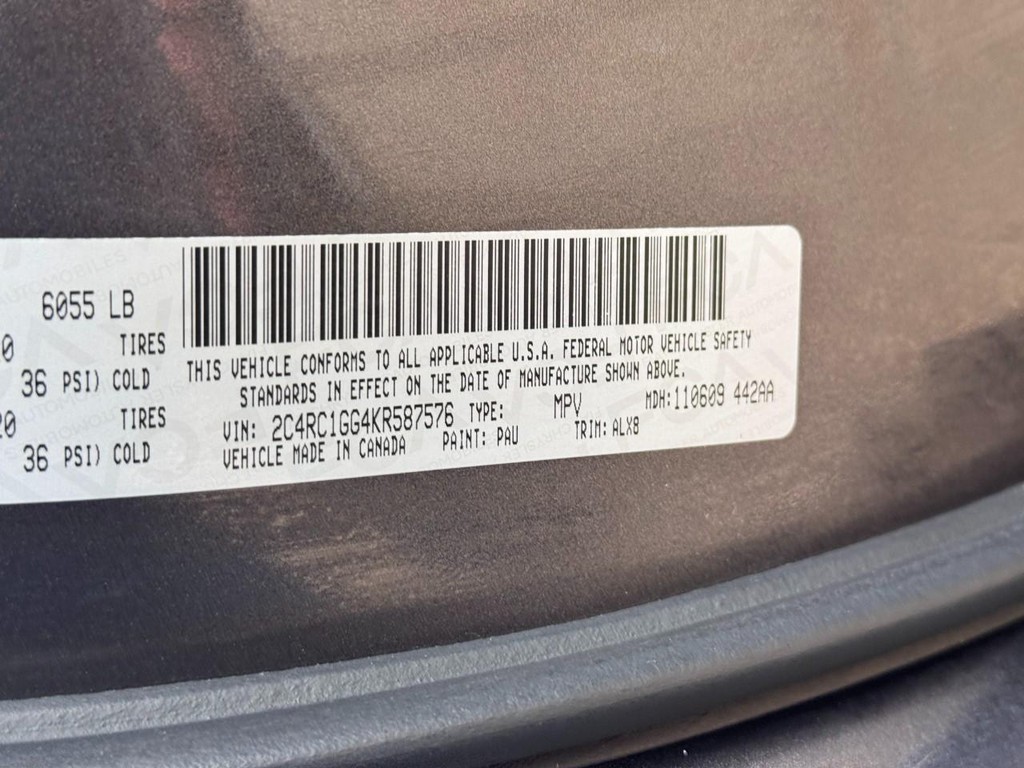 6055 LB
0 TIRES
36 PSI) COLD
20
36 PSI) COLD
THIS VEHICLE CONFORMS TO ALL APPLICABLE U.S.A. FEDERAL MOTOR VEHICLE SAFETY
STANDARDS IN EFFECT ON THE DATE OF MANUFACTURE SHOWN ABOVE.
VIN: 2C4RC1GG4KR587576 TYPE: MPV MDH:110609 442AA
VEHICLE MADE IN CANADA PAINT: PAU TRIM: ALX8